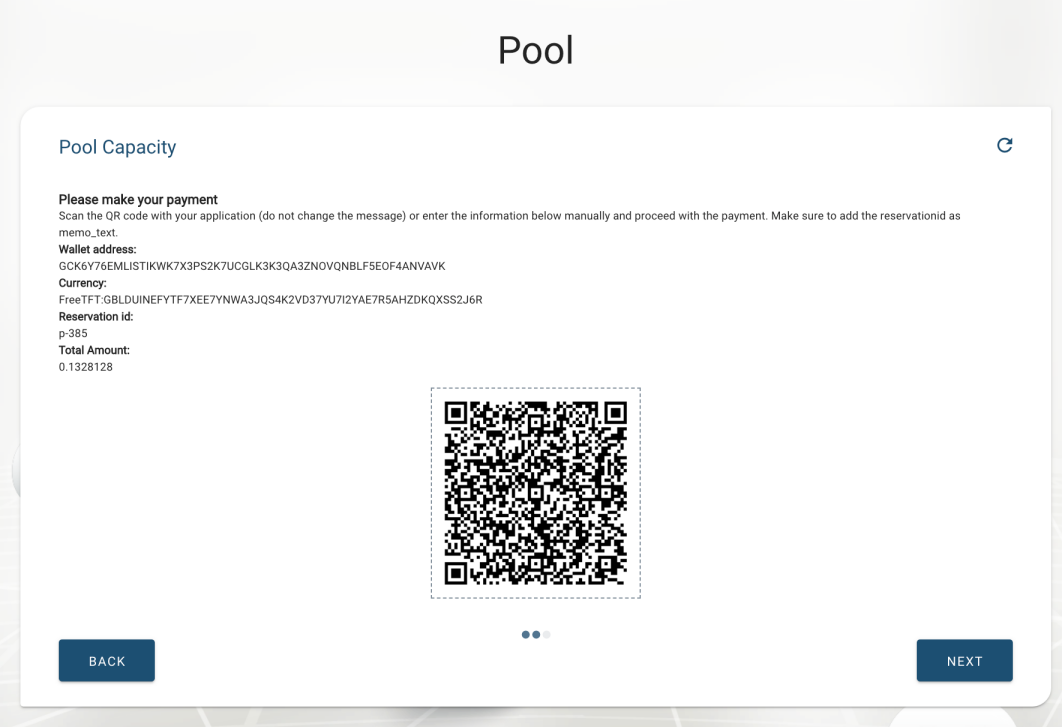 Pool
Pool Capacity
Please make your payment
Scan the QR code with your application (do not change the message) or enter the information below manually and proceed with the payment. Make sure to add the reservationid as
memo_text.
Wallet address:
GCK6Y76EMLISTIKWK7X3PS2K7UCGLK3K3QA3ZNOVQNBLF5EOF4ANVAVK
Currency:
FreeTFT:GBLDUINEFYTF7XEE7YNWA3JQS4K2VD37YU7I2YAE7R5AHZDKQXSS2J6R
Reservation id:
p-385
Total Amount:
0.1328128
BACK
NEXT